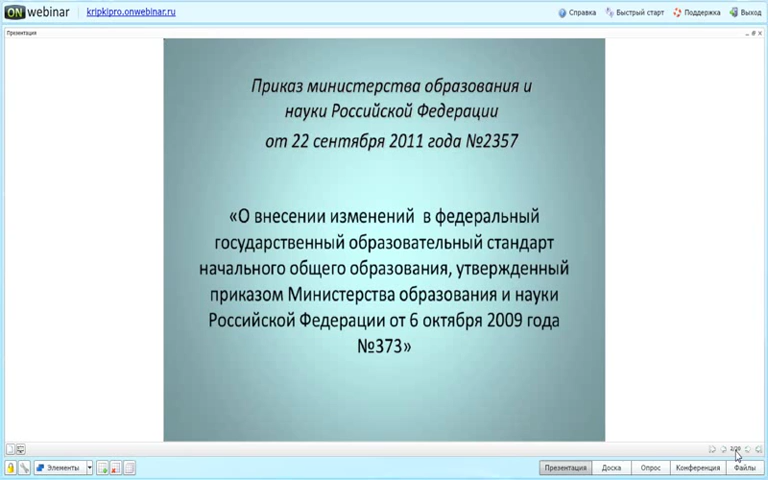 ON webinar
kripkipro.onwebinar.ru
Справка
Быстрый старт
Поддержка
Выход
Презентация
Приказ министерства образования и
науки Российской Федерации
от 22 сентября 2011 года №2357
«О внесении изменений в федеральный
государственный образовательный стандарт
начального общего образования, утвержденный
приказом Министерства образования и науки
Российской Федерации от 6 октября 2009 года
№373»
Элементы
Презентация
Доска
Опрос
Конференция
Файлы